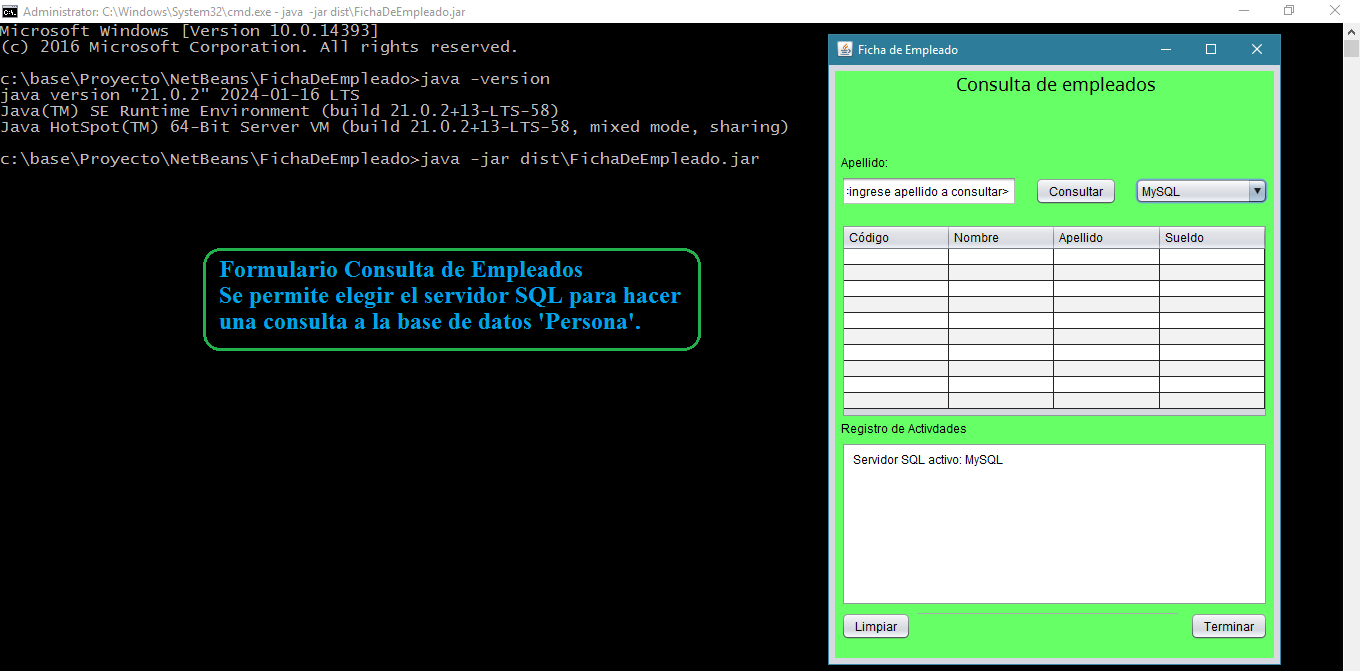 Administrator: C:\Windows\System32\cmd.exe - java -jar dist\FichaDeEmpleado.jar
Microsoft Windows [Version 10.0.14393]
(c) 2016 Microsoft Corporation. All rights reserved.
c:\base\Proyecto\NetBeans\FichaDeEmpleado>java -version
java version "21.0.2" 2024-01-16 LTS
Java(TM) SE Runtime Environment (build 21.0.2+13-LTS-58)
Java HotSpot(TM) 64-Bit Server VM (build 21.0.2+13-LTS-58, mixed mode, sharing)
c:\base\Proyecto\NetBeans\FichaDeEmpleado>java -jar dist\FichaDeEmpleado.jar
Formulario Consulta de Empleados
Se permite elegir el servidor SQL para hacer
una consulta a la base de datos 'Persona'.
Ficha de Empleado
Consulta de empleados
Apellido:
ingrese apellido a consultar> Consultar MySQL
Código Nombre Apellido Sueldo
Registro de Activdades
Servidor SQL activo: MySQL
Limpiar Terminar